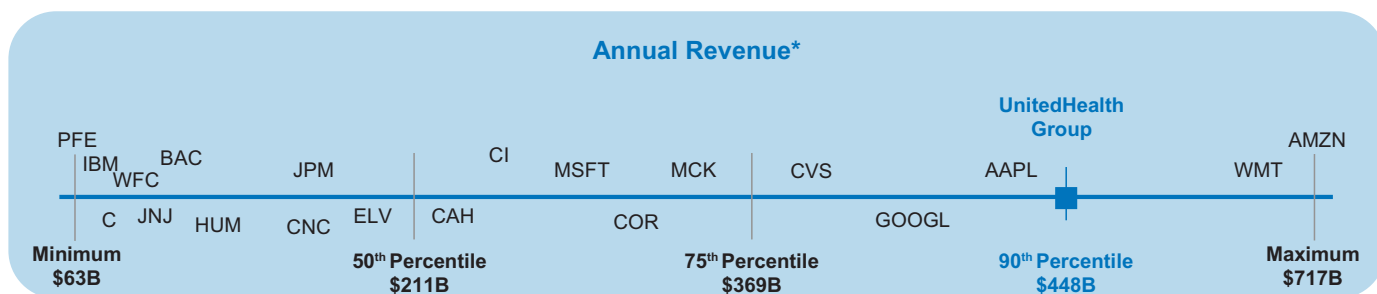 Annual Revenue*
UnitedHealth
Group
PFE
AMZN
IBM
BAC
WFC
JPM
CI
MSFT
MCK
CVS
AAPL
WMT
C
JNJ
HUM
CNC
ELV
CAH
COR
GOOGL
Minimum
$63B
50th Percentile
$211B
75th Percentile
$369B
90th Percentile
$448B
Maximum
$717B